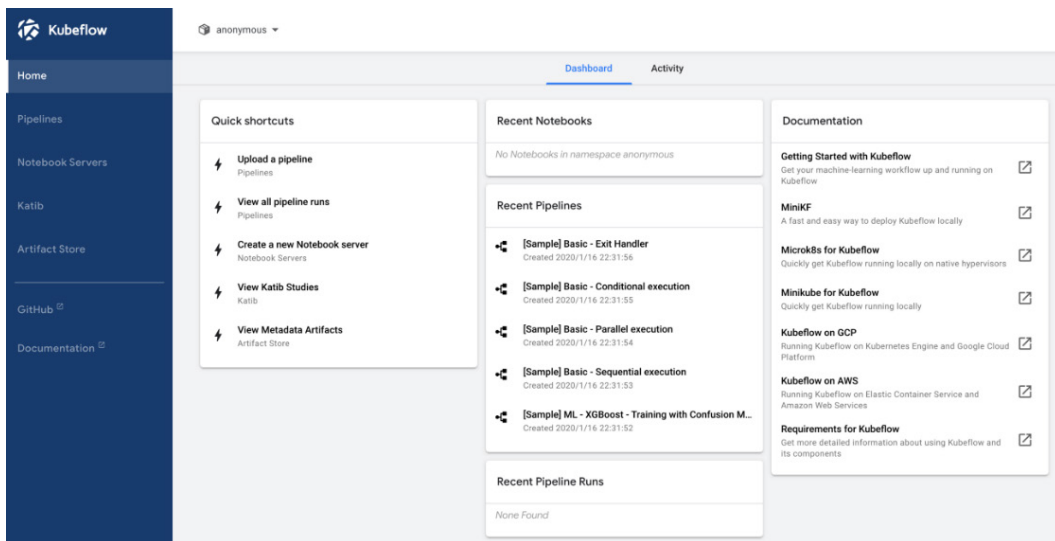 Kubeflow
anonymous
Home
Dashboard
Activity
Pipelines
Notebook Servers
Katib
Artifact Store
GitHub
Documentation
Quick shortcuts
Upload a pipeline
Pipelines
View all pipeline runs
Pipelines
Create a new Notebook server
Notebook Servers
View Katib Studies
Katib
View Metadata Artifacts
Artifact Store
Recent Notebooks
No Notebooks in namespace anonymous
Recent Pipelines
[Sample] Basic - Exit Handler
Created 2020/1/16 22:31:56
[Sample] Basic - Conditional execution
Created 2020/1/16 22:31:55
[Sample] Basic - Parallel execution
Created 2020/1/16 22:31:54
[Sample] Basic - Sequential execution
Created 2020/1/16 22:31:53
[Sample] ML - XGBoost - Training with Confusion M...
Created 2020/1/16 22:31:52
Recent Pipeline Runs
None Found
Documentation
Getting Started with Kubeflow
Get your machine-learning workflow up and running on
Kubeflow
MiniKF
A fast and easy way to deploy Kubeflow locally
Microk8s for Kubeflow
Quickly get Kubeflow running locally on native hypervisors
Minikube for Kubeflow
Quickly get Kubeflow running locally
Kubeflow on GCP
Running Kubeflow on Kubernetes Engine and Google Cloud
Platform
Kubeflow on AWS
Running Kubeflow on Elastic Container Service and
Amazon Web Services
Requirements for Kubeflow
Get more detailed information about using Kubeflow and
its components